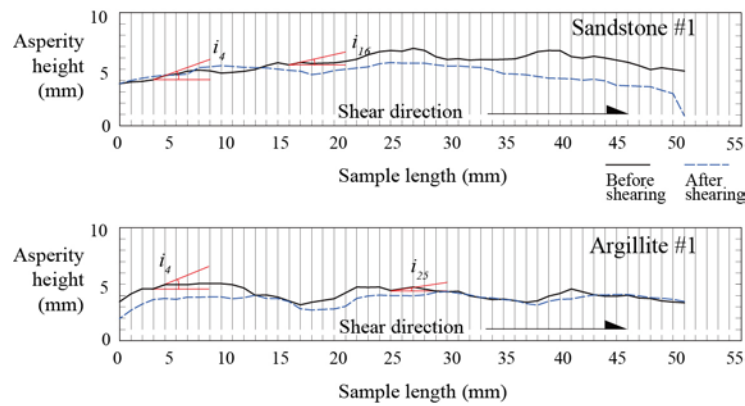 Sandstone #1
Asperity height (mm)
10
5
0
i4
i16
Shear direction
0 5 10 15 20 25 30 35 40 45 50 55
Sample length (mm)
Before shearing
After shearing
Argillite #1
Asperity height (mm)
10
5
0
i4
i25
Shear direction
0 5 10 15 20 25 30 35 40 45 50 55
Sample length (mm)